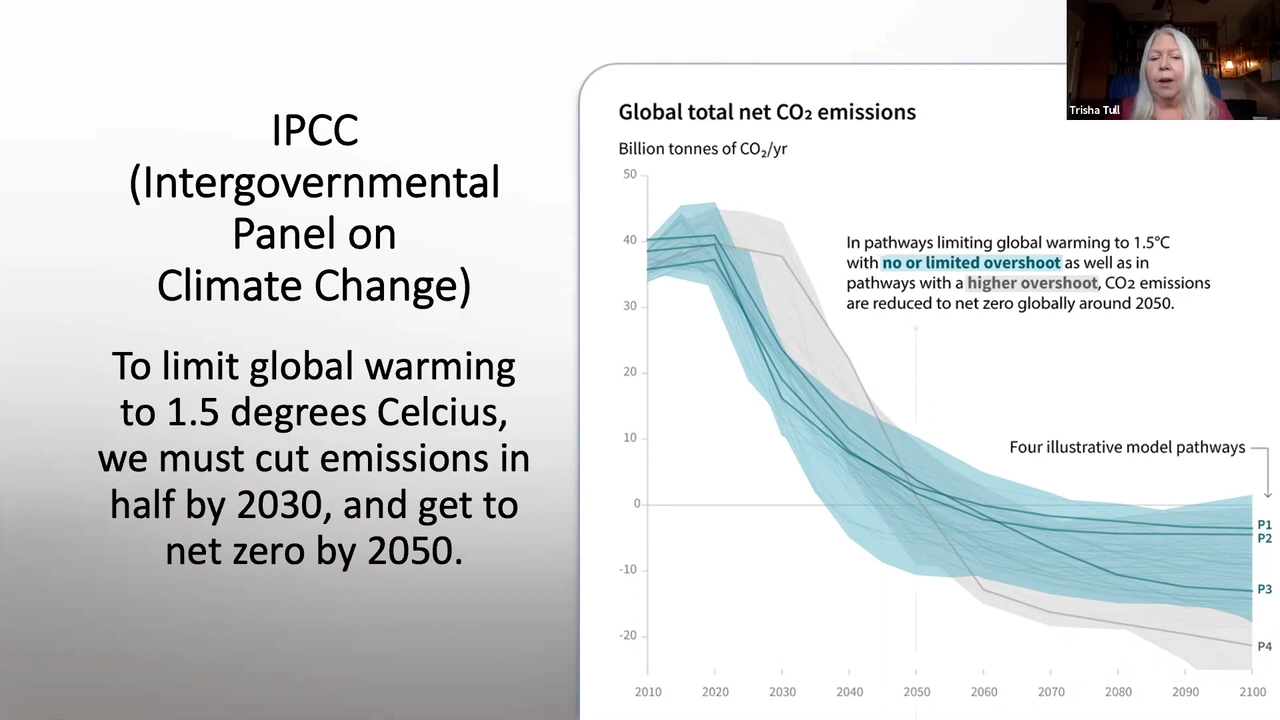 IPCC
(Intergovernmental
Panel on
Climate Change)
To limit global warming
to 1.5 degrees Celcius,
we must cut emissions in
half by 2030, and get to
net zero by 2050.
Trisha Tull
Global total net CO₂ emissions
Billion tonnes of CO₂/yr
50
40
30
20
10
0
-10
-20
In pathways limiting global warming to 1.5°C
with no or limited overshoot as well as in
pathways with a higher overshoot, CO₂ emissions
are reduced to net zero globally around 2050.
Four illustrative model pathways
P1
P2
P3
P4
2010 2020 2030 2040 2050 2060 2070 2080 2090 2100